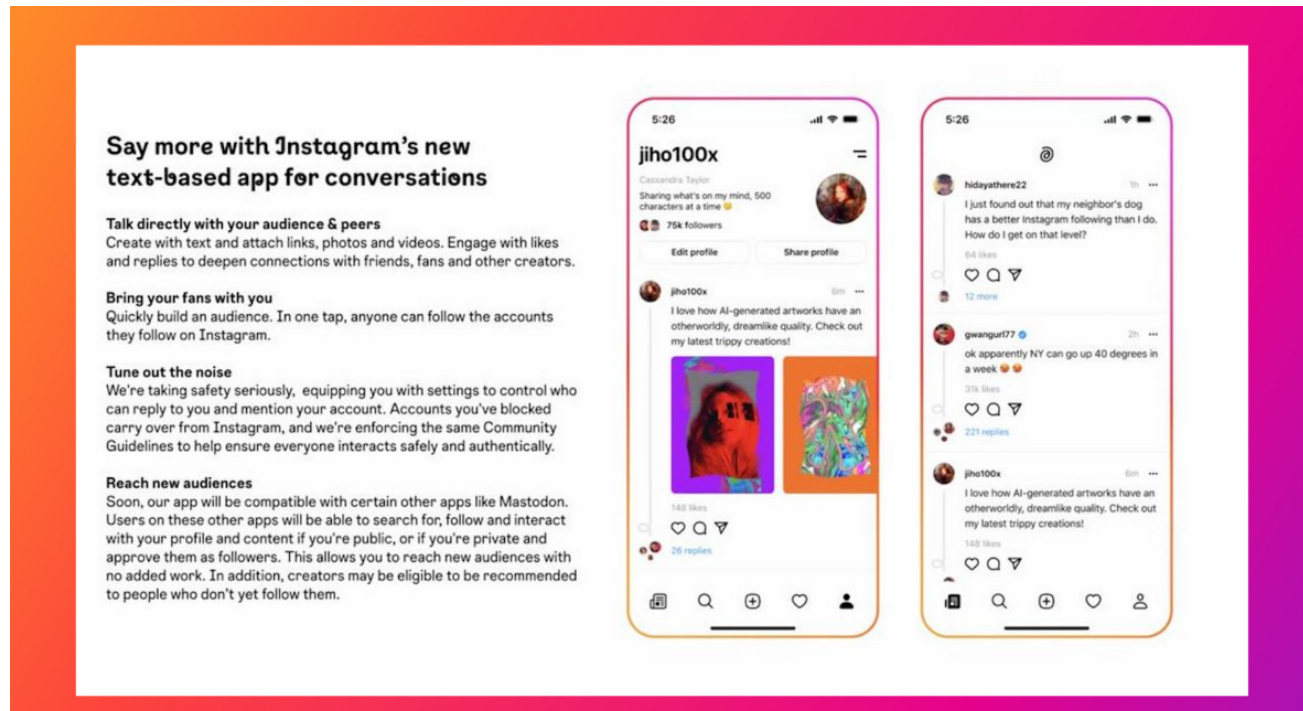 Say more with Instagram's new
text-based app for conversations
Talk directly with your audience & peers
Create with text and attach links, photos and videos. Engage with likes
and replies to deepen connections with friends, fans and other creators.
Bring your fans with you
Quickly build an audience. In one tap, anyone can follow the accounts
they follow on Instagram.
Tune out the noise
We're taking safety seriously,  equipping you with settings to control who
can reply to you and mention your account. Accounts you've blocked
carry over from Instagram, and we're enforcing the same Community
Guidelines to help ensure everyone interacts safely and authentically.
Reach new audiences
Soon, our app will be compatible with certain other apps like Mastodon.
Users on these other apps will be able to search for, follow and interact
with your profile and content if you're public, or if you're private and
approve them as followers. This allows you to reach new audiences with
no added work. In addition, creators may be eligible to be recommended
to people who don't yet follow them.
5:26
jiho100x
Cassandra Taylor
Sharing what's on my mind, 500
characters at a time 😊
75k followers
Edit profile Share profile
jiho100x 6m
I love how AI-generated artworks have an
otherworldly, dreamlike quality. Check out
my latest trippy creations!
148 likes
26 replies
5:26
hidayathere22 1h
I just found out that my neighbor's dog
has a better Instagram following than I do.
How do I get on that level?
64 likes
12 more
gwangurl77 2h
ok apparently NY can go up 40 degrees in
a week 🥵 🥵
31k likes
221 replies
jiho100x 6m
I love how AI-generated artworks have an
otherworldly, dreamlike quality. Check out
my latest trippy creations!
148 likes